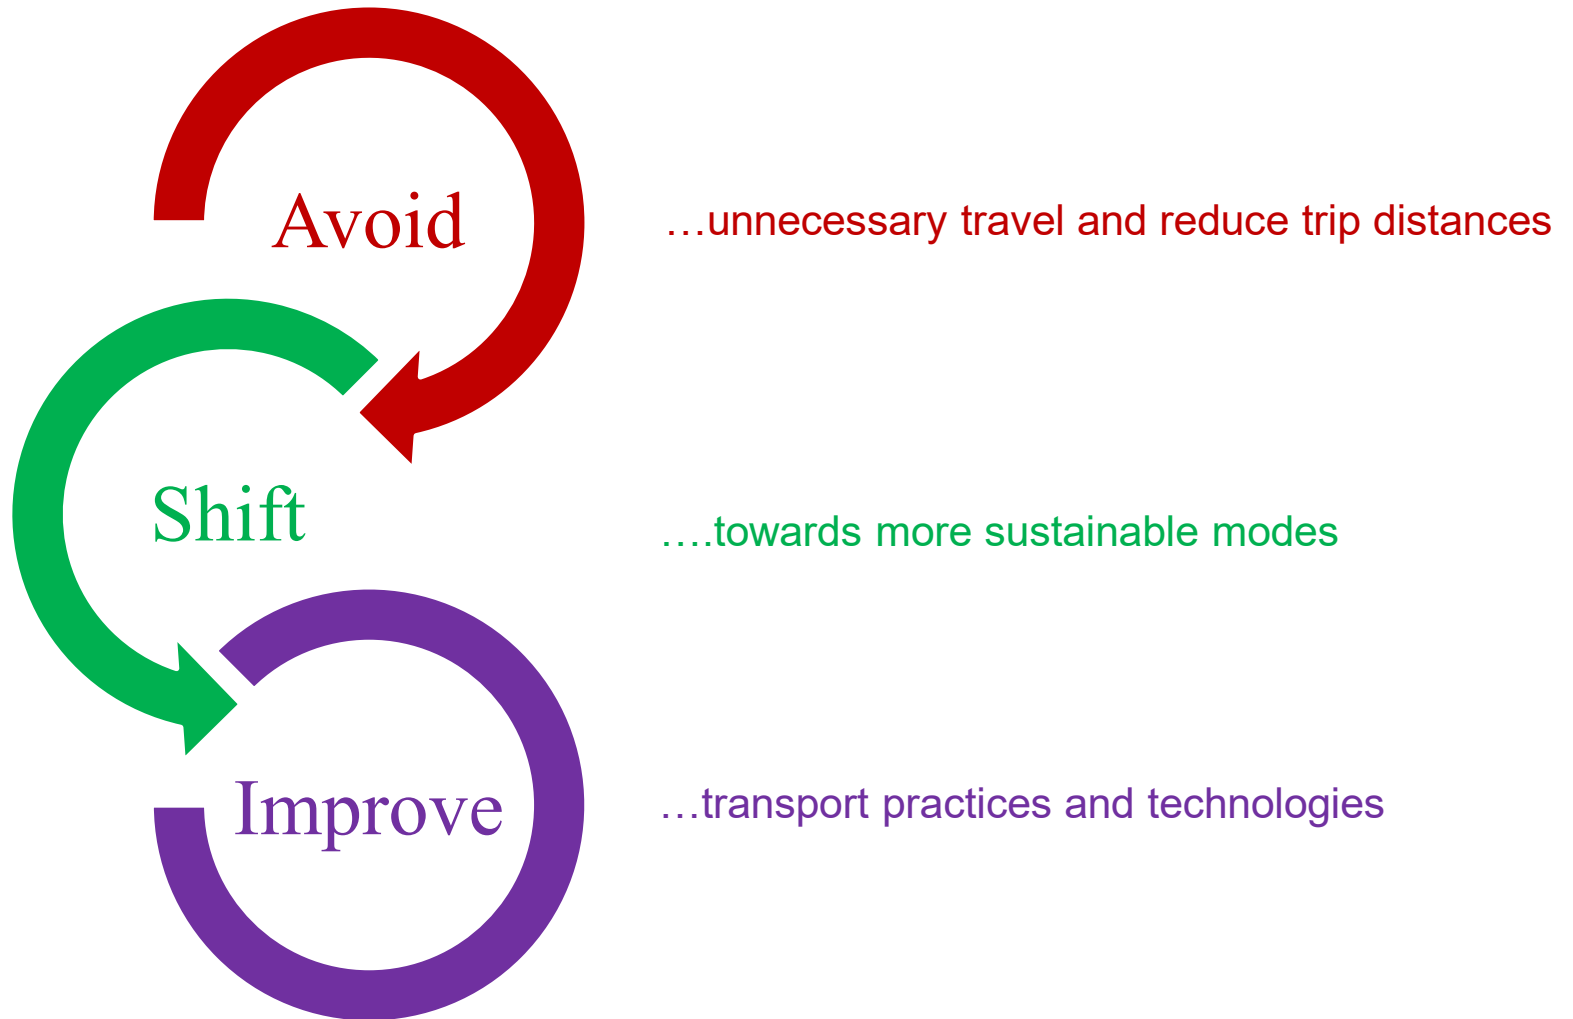 Avoid
…unnecessary travel and reduce trip distances
Shift
….towards more sustainable modes
Improve
…transport practices and technologies